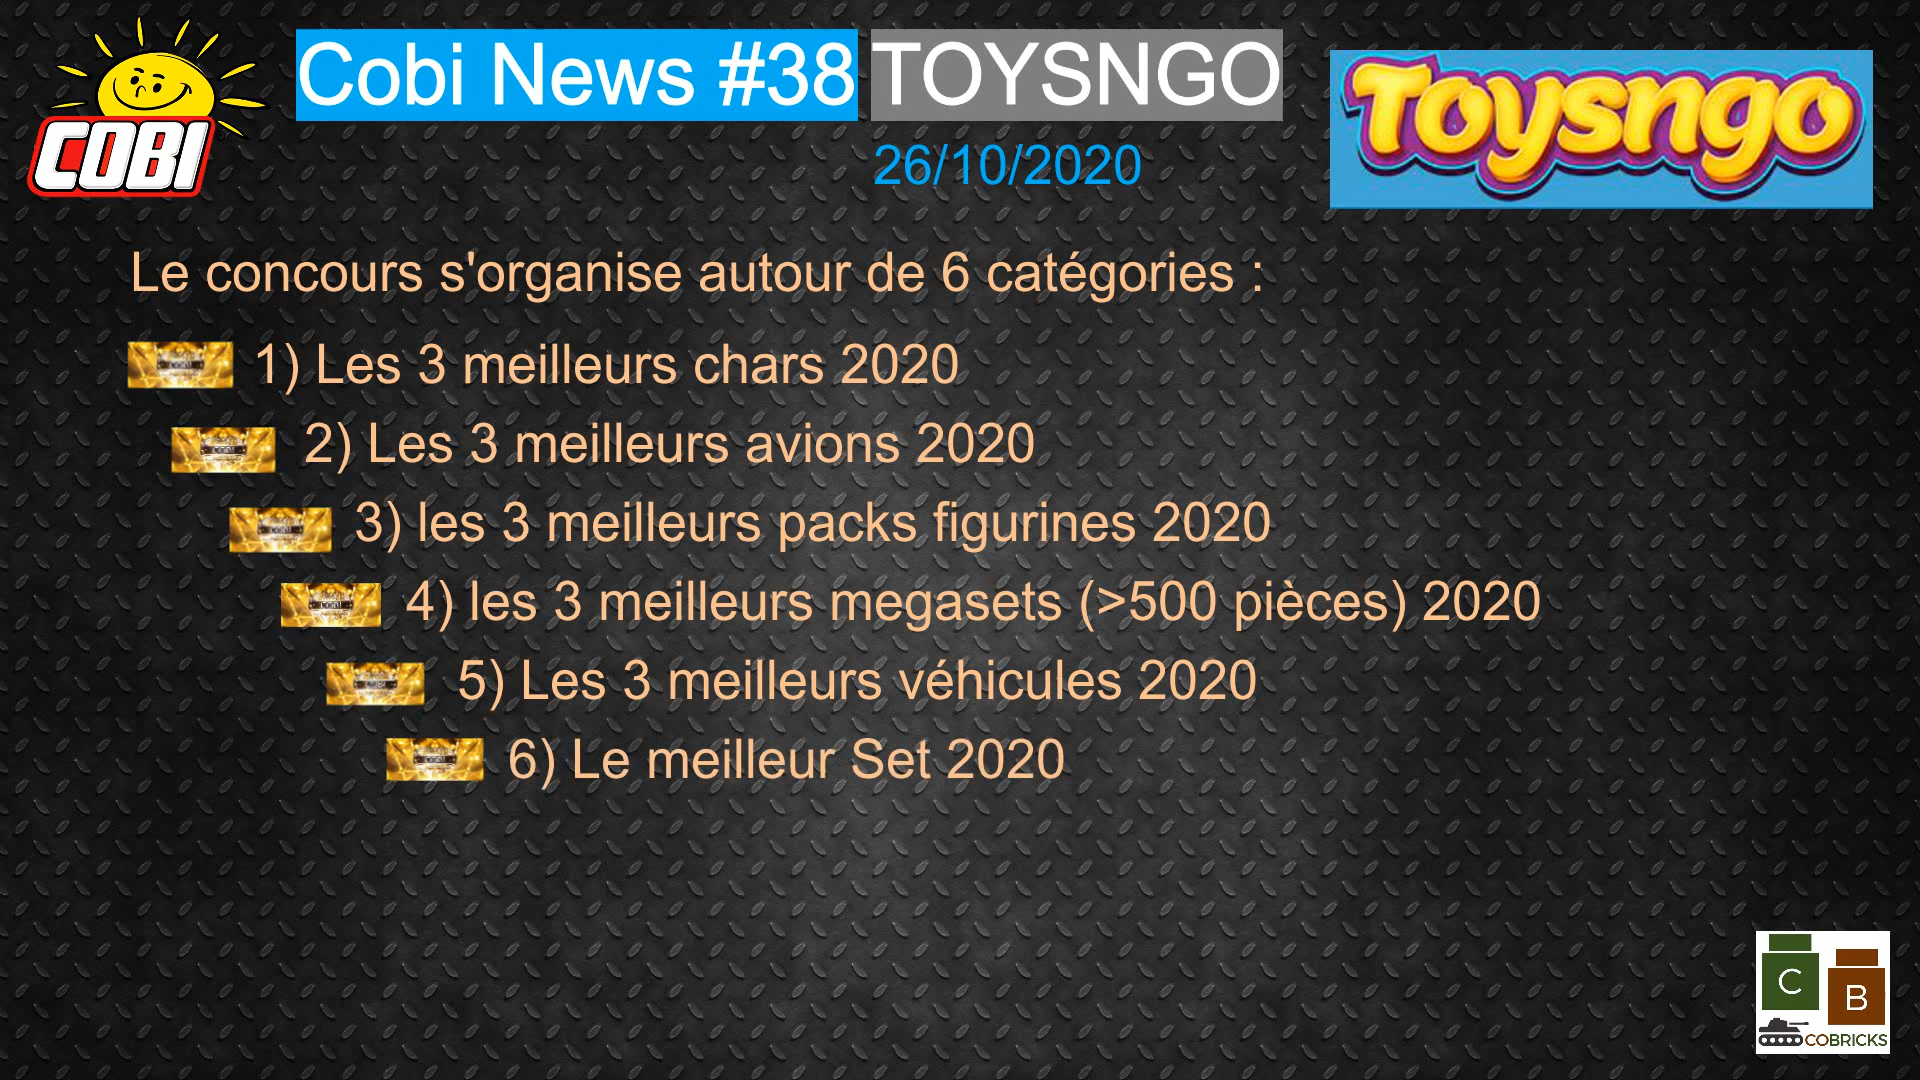 Cobi News #38 TOYSNGO
COBI
Toysngo
26/10/2020
Le concours s'organise autour de 6 catégories :
1) Les 3 meilleurs chars 2020
2) Les 3 meilleurs avions 2020
3) les 3 meilleurs packs figurines 2020
4) les 3 meilleurs megasets (>500 pièces) 2020
5) Les 3 meilleurs véhicules 2020
6) Le meilleur Set 2020
C
B
COBRICKS